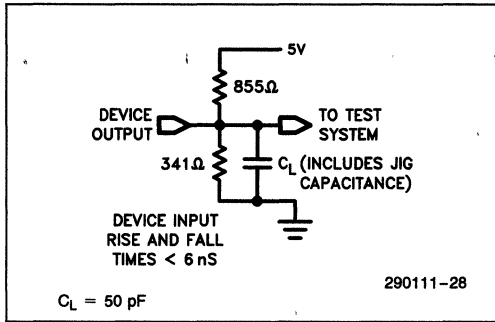 5V
855Ω
DEVICE
OUTPUT
TO TEST
SYSTEM
341Ω
CL (INCLUDES JIG
CAPACITANCE)
DEVICE INPUT
RISE AND FALL
TIMES < 6 nS
290111–28
CL = 50 pF